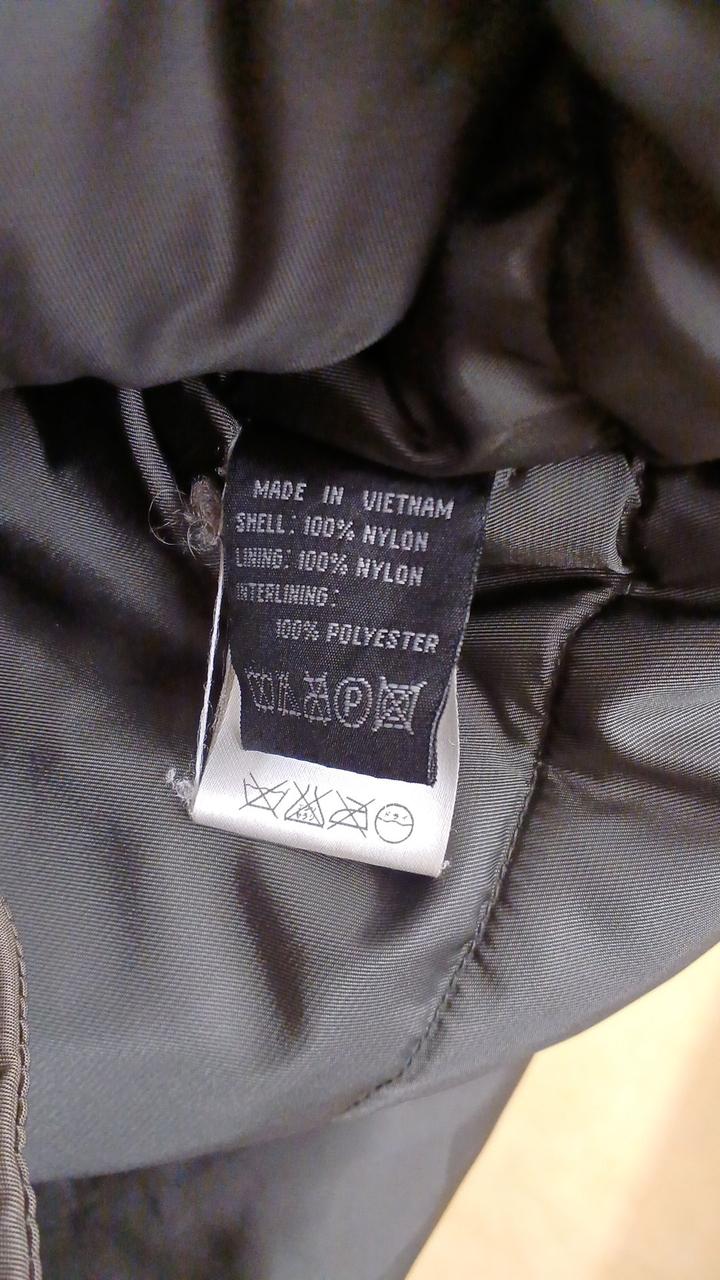 MADE IN VIETNAM
SHELL: 100% NYLON
LINING: 100% NYLON
INTERLINING:
100% POLYESTER
P